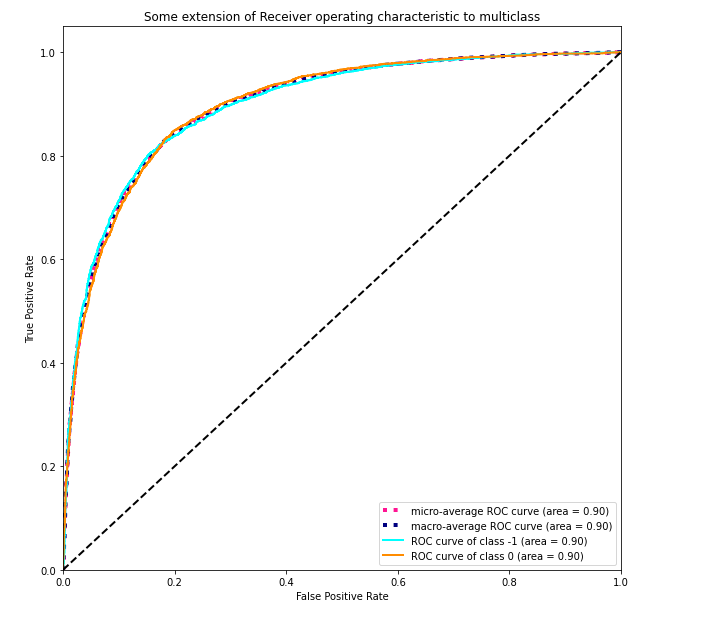 Some extension of Receiver operating characteristic to multiclass
1.0
0.8
0.6
0.4
0.2
0.0
True Positive Rate
micro-average ROC curve (area = 0.90)
macro-average ROC curve (area = 0.90)
ROC curve of class -1 (area = 0.90)
ROC curve of class 0 (area = 0.90)
0.0 0.2 0.4 0.6 0.8 1.0
False Positive Rate